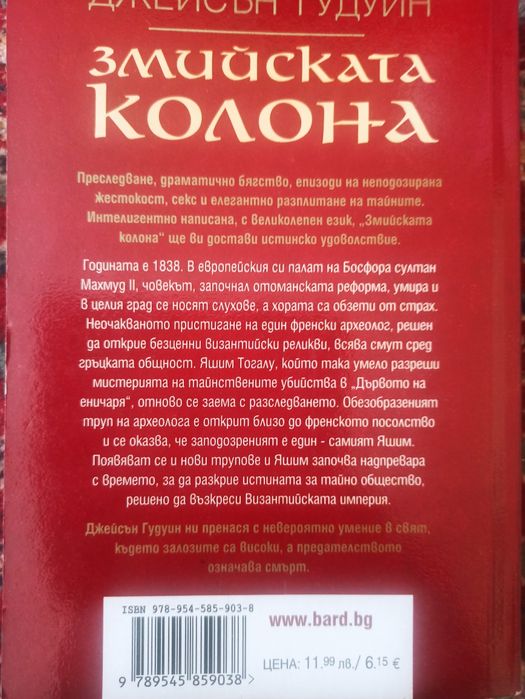 ДЖЕЙСЪН ГУДУИН
ЗМИЙСКАТА
КОЛОНА
Преследване, драматично бягство, епизоди на неподозирана
жестокост, секс и елегантно разплитане на тайните.
Интелигентно написана, с великолепен език, „Змийската
колона“ ще ви достави истинско удоволствие.
Годината е 1838. В европейския си палат на Босфора султан
Махмуд II, човекът, започнал отоманската реформа, умира и
в целия град се носят слухове, а хората са обзети от страх.
Неочакваното пристигане на един френски археолог, решен
да открие безценни византийски реликви, всява смут сред
гръцката общност. Яшим Тогалу, който така умело разреши
мистерията на тайнствените убийства в „Дървото на
еничаря“, отново се заема с разследването. Обезобразеният
труп на археолога е открит близо до френското посолство
и се оказва, че заподозреният е един - самият Яшим.
Появяват се и нови трупове и Яшим започва надпревара
с времето, за да разкрие истината за тайно общество,
решено да възкреси Византийската империя.
Джейсън Гудуин ни пренася с невероятно умение в свят,
където залозите са високи, а предателството
означава смърт.
ISBN 978-954-585-903-8
www.bard.bg
ЦЕНА: 11.99 лв./ 6.15 €
9 789545 859038